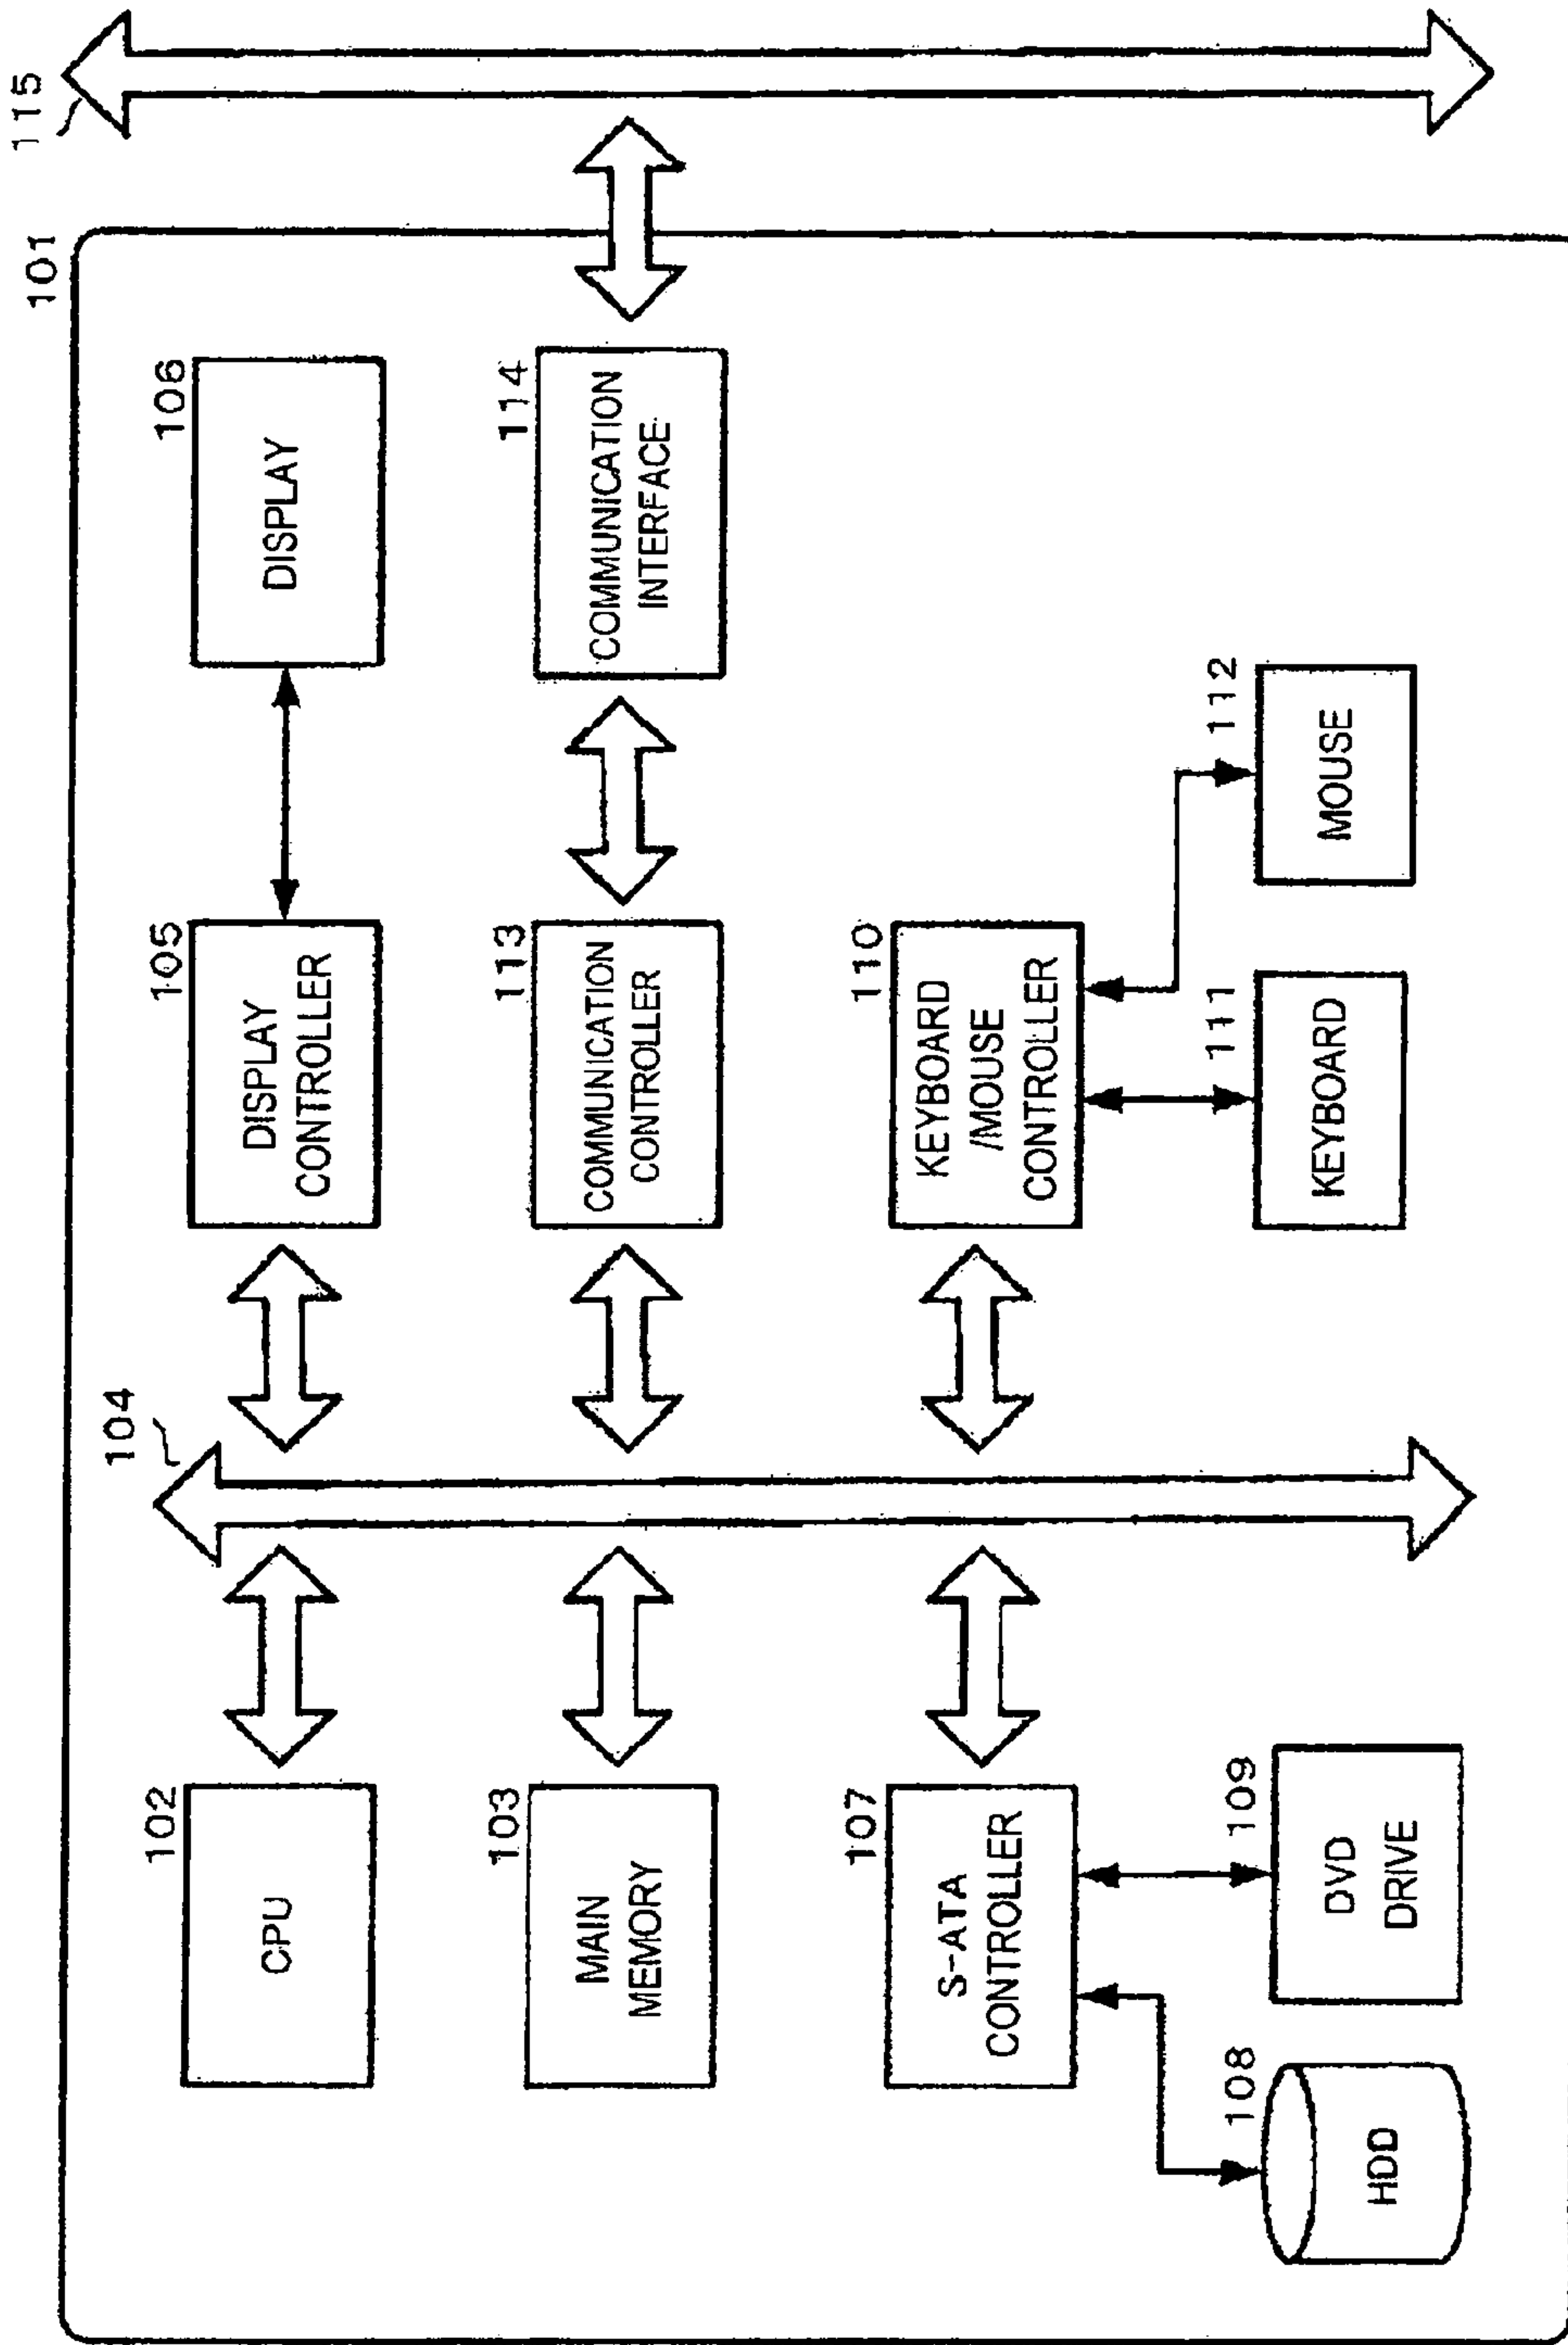 101
115
102
CPU
104
105
DISPLAY
CONTROLLER
106
DISPLAY
103
MAIN
MEMORY
113
COMMUNICATION
CONTROLLER
114
COMMUNICATION
INTERFACE
107
S-ATA
CONTROLLER
110
KEYBOARD
/MOUSE
CONTROLLER
108
HDD
109
DVD
DRIVE
111
KEYBOARD
112
MOUSE